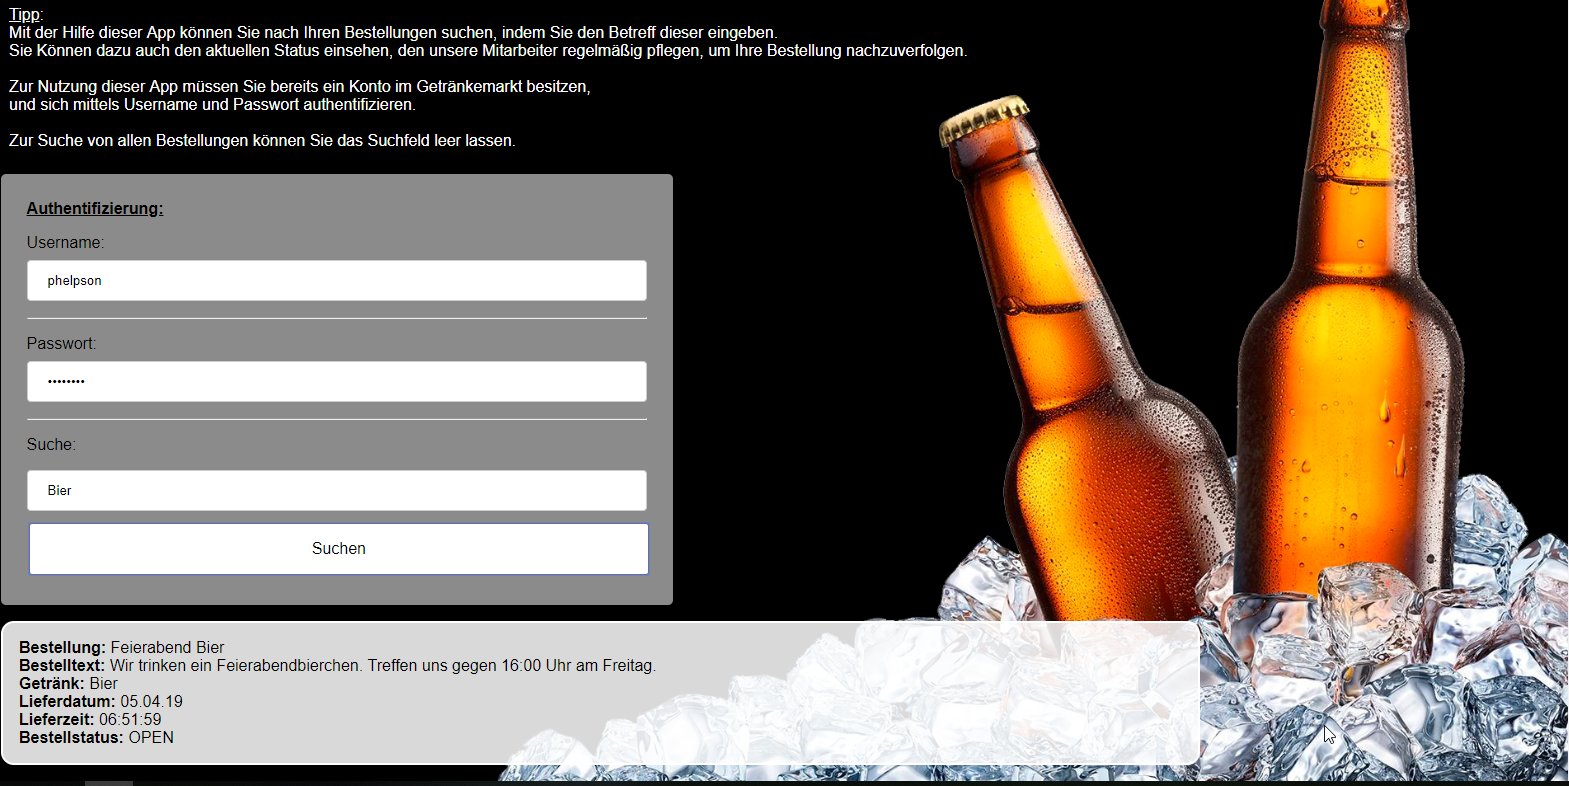 Tipp:
Mit der Hilfe dieser App können Sie nach Ihren Bestellungen suchen, indem Sie den Betreff dieser eingeben.
Sie Können dazu auch den aktuellen Status einsehen, den unsere Mitarbeiter regelmäßig pflegen, um Ihre Bestellung nachzuverfolgen.
Zur Nutzung dieser App müssen Sie bereits ein Konto im Getränkemarkt besitzen,
und sich mittels Username und Passwort authentifizieren.
Zur Suche von allen Bestellungen können Sie das Suchfeld leer lassen.
Authentifizierung:
Username:
phelpson
Passwort:
••••••••
Suche:
Bier
Suchen
Bestellung: Feierabend Bier
Bestelltext: Wir trinken ein Feierabendbierchen. Treffen uns gegen 16:00 Uhr am Freitag.
Getränk: Bier
Lieferdatum: 05.04.19
Lieferzeit: 06:51:59
Bestellstatus: OPEN